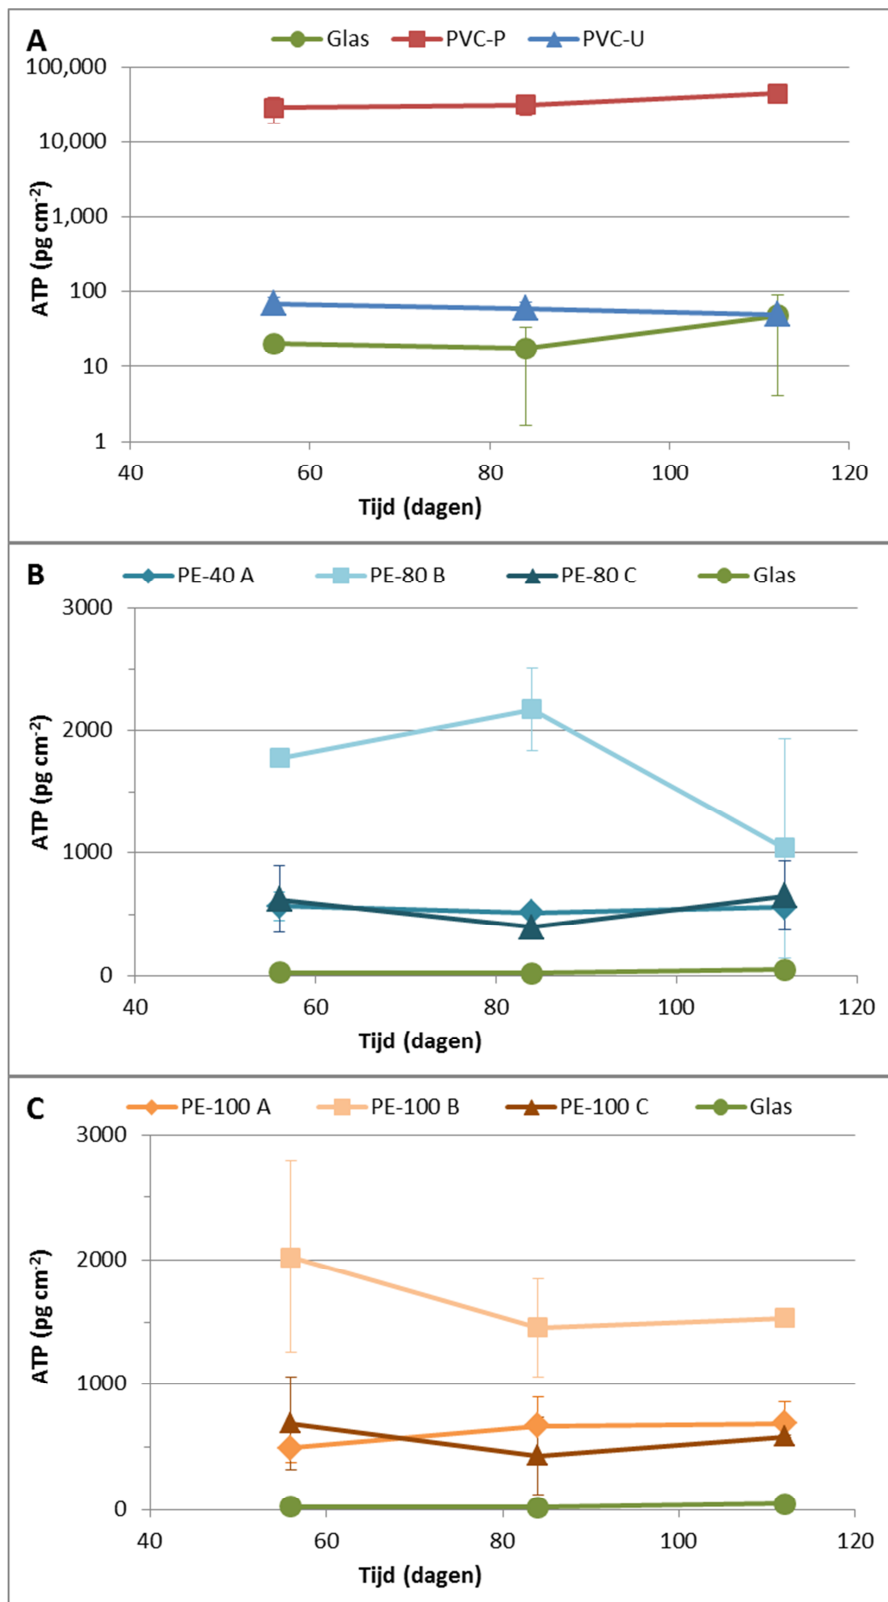 A
Glas PVC-P PVC-U
100,000
10,000
1,000
100
10
1
ATP (pg cm⁻²)
40 60 80 100 120
Tijd (dagen)
B
PE-40 A PE-80 B PE-80 C Glas
3000
2000
1000
0
ATP (pg cm⁻²)
40 60 80 100 120
Tijd (dagen)
C
PE-100 A PE-100 B PE-100 C Glas
3000
2000
1000
0
ATP (pg cm⁻²)
40 60 80 100 120
Tijd (dagen)